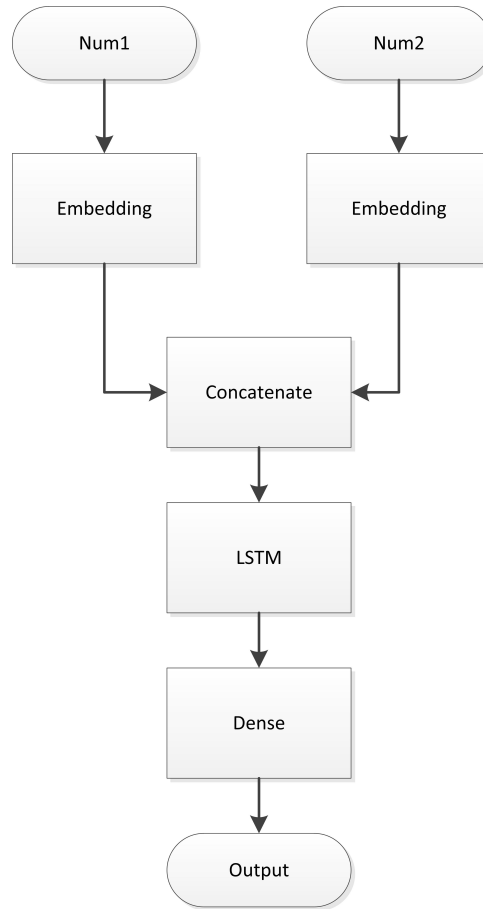 Num1
Num2
Embedding
Embedding
Concatenate
LSTM
Dense
Output